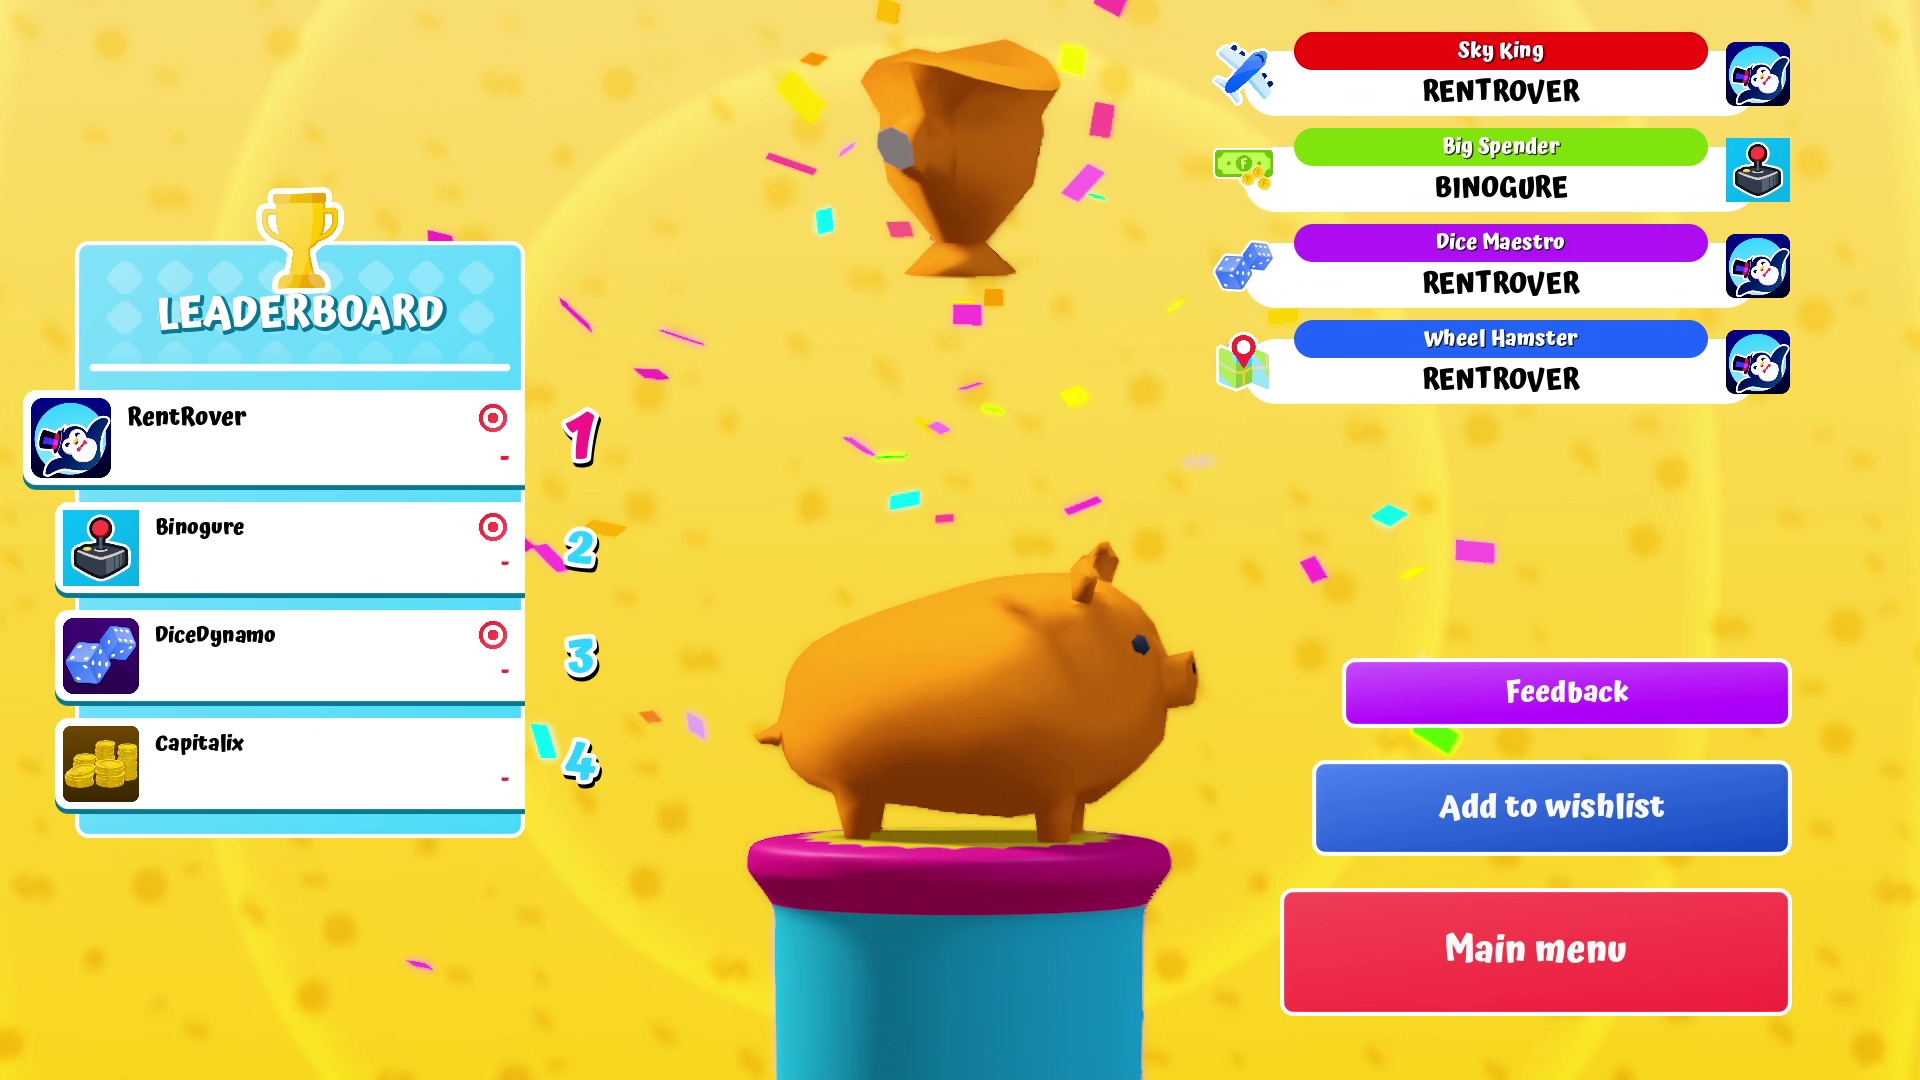 LEADERBOARD
RentRover
-
1
Binogure
-
2
DiceDynamo
-
3
Capitalix
-
4
Sky King
RENTROVER
Big Spender
BINOGURE
Dice Maestro
RENTROVER
Wheel Hamster
RENTROVER
Feedback
Add to wishlist
Main menu